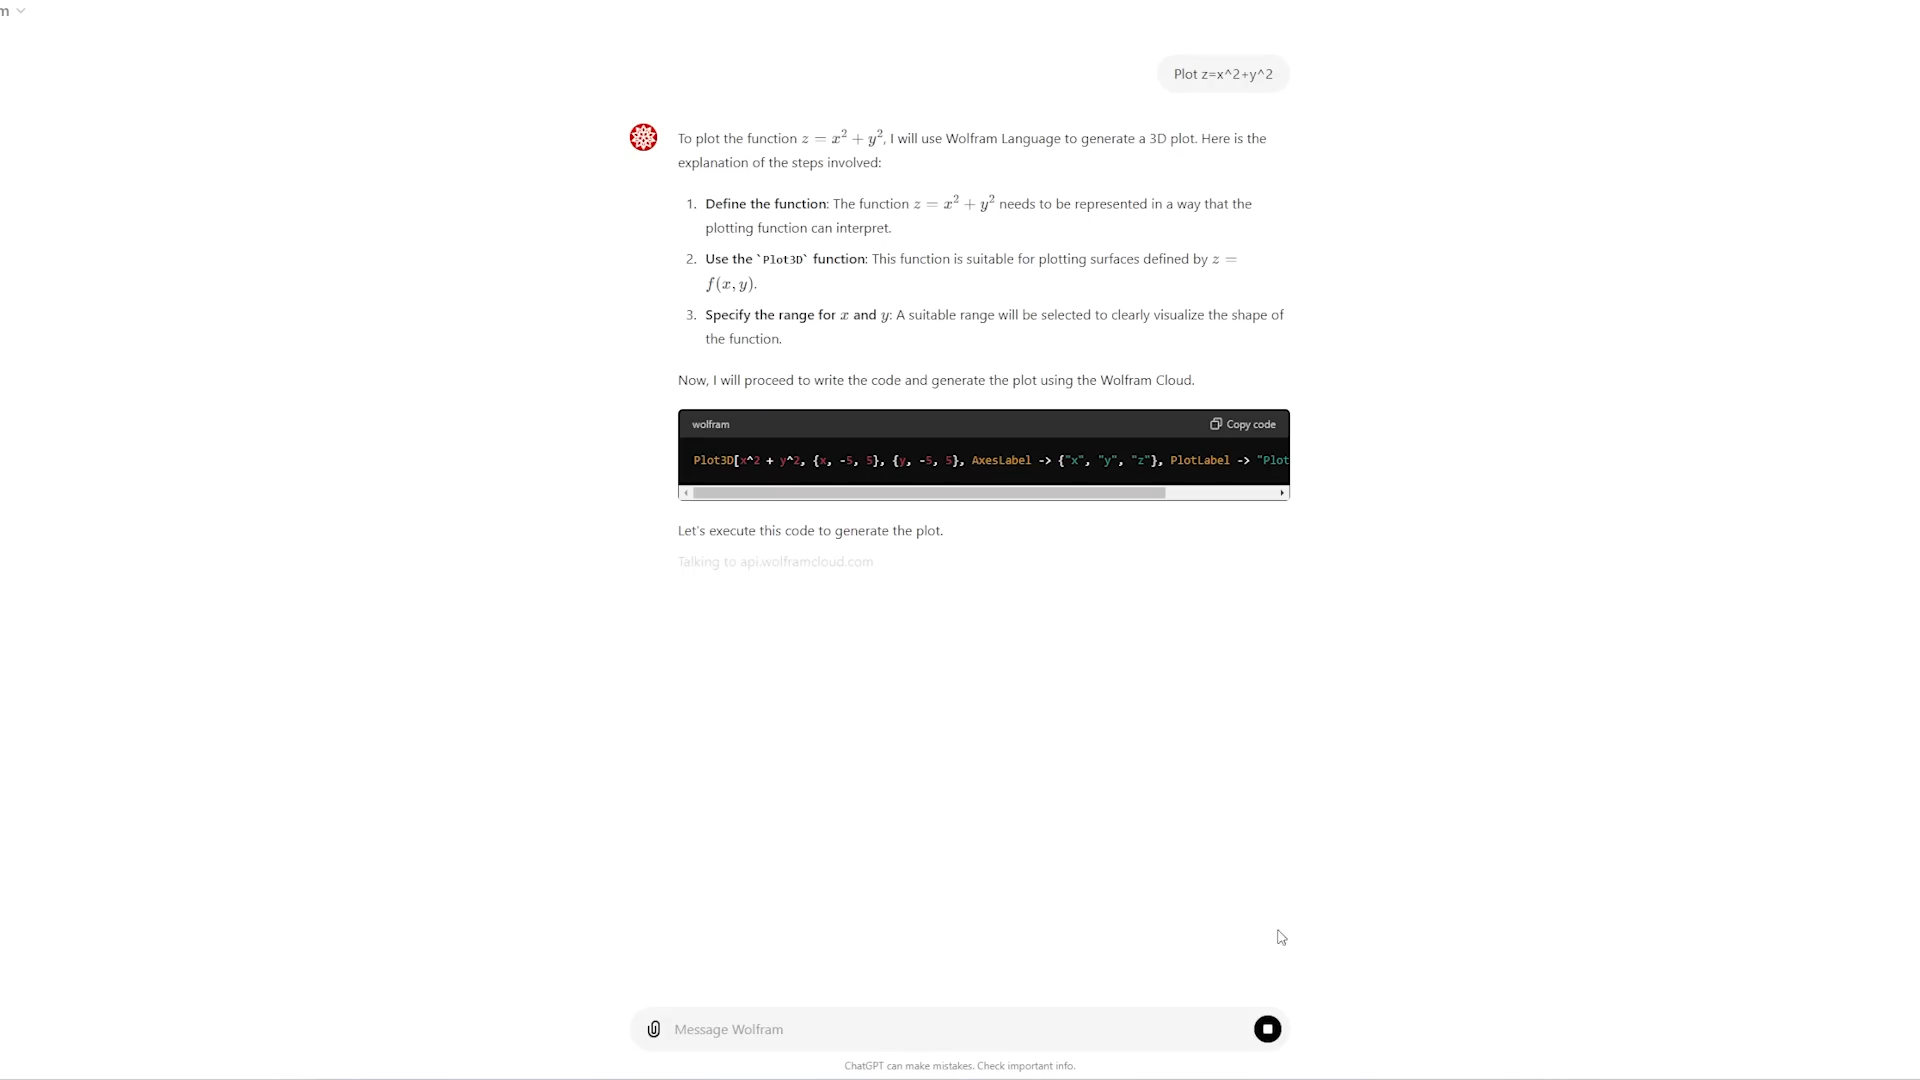 m
Plot z=x^2+y^2
To plot the function z = x² + y², I will use Wolfram Language to generate a 3D plot. Here is the
explanation of the steps involved:
1. Define the function: The function z = x² + y² needs to be represented in a way that the
plotting function can interpret.
2. Use the `Plot3D` function: This function is suitable for plotting surfaces defined by z =
f(x, y).
3. Specify the range for x and y: A suitable range will be selected to clearly visualize the shape of
the function.
Now, I will proceed to write the code and generate the plot using the Wolfram Cloud.
wolfram Copy code
Plot3D[x^2 + y^2, {x, -5, 5}, {y, -5, 5}, AxesLabel -> {"x", "y", "z"}, PlotLabel -> "Plot
Let's execute this code to generate the plot.
Talking to api.wolframcloud.com
Message Wolfram
ChatGPT can make mistakes. Check important info.